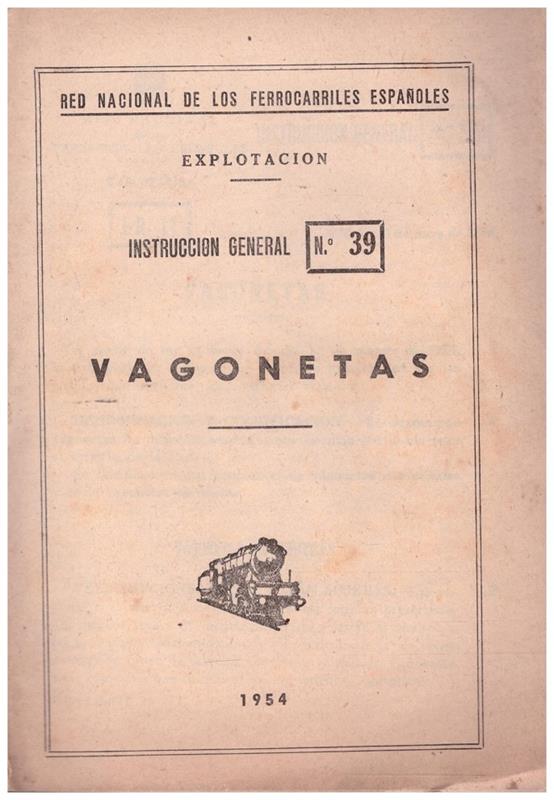 RED NACIONAL DE LOS FERROCARRILES ESPAÑOLES
EXPLOTACION
INSTRUCCION GENERAL N.º 39
VAGONETAS
1954